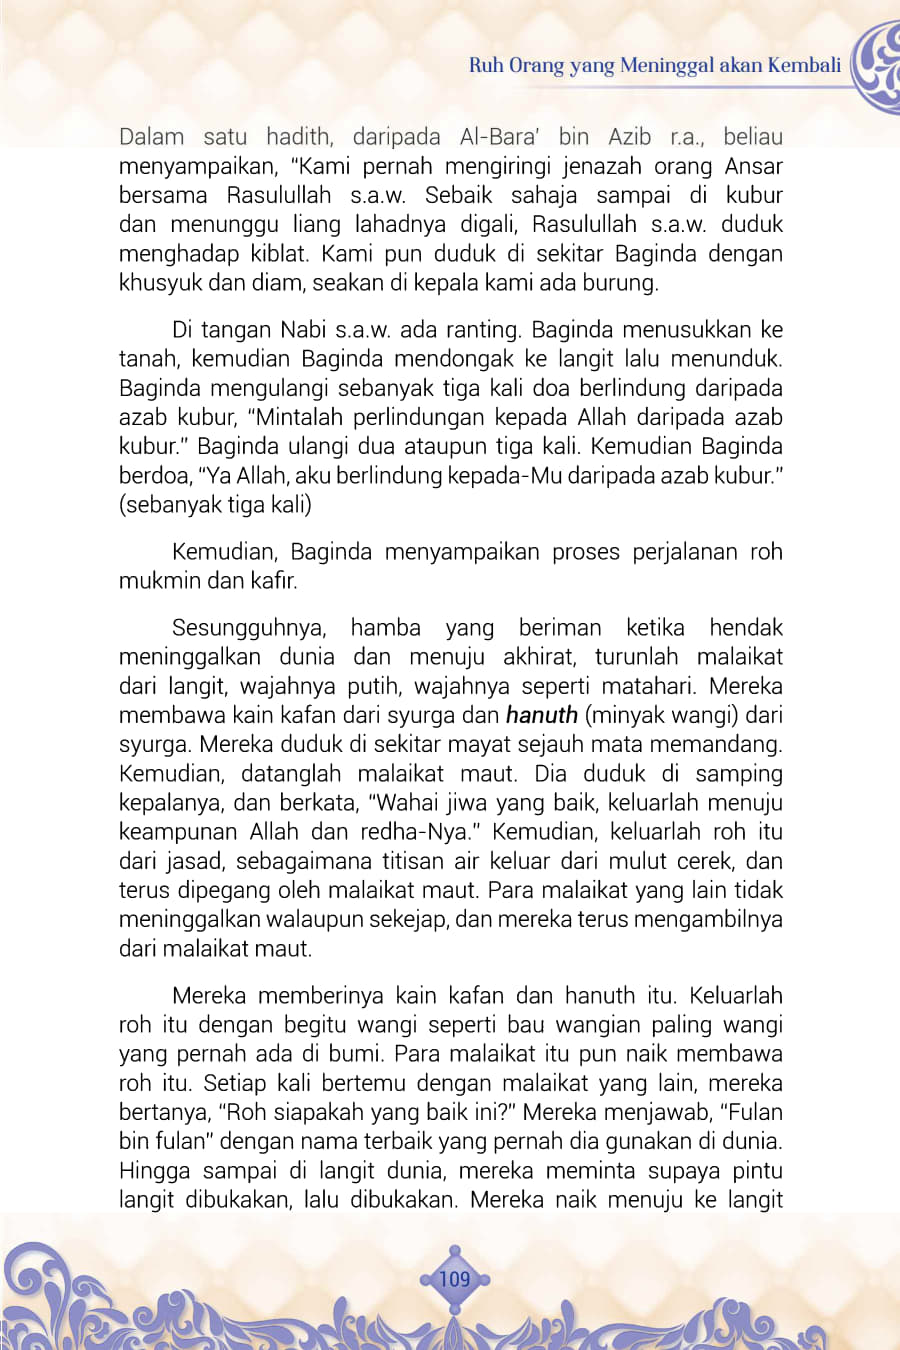 Ruh Orang yang Meninggal akan Kembali
Dalam satu hadith, daripada Al-Bara’ bin Azib r.a., beliau
menyampaikan, “Kami pernah mengiringi jenazah orang Ansar
bersama Rasulullah s.a.w. Sebaik sahaja sampai di kubur
dan menunggu liang lahadnya digali, Rasulullah s.a.w. duduk
menghadap kiblat. Kami pun duduk di sekitar Baginda dengan
khusyuk dan diam, seakan di kepala kami ada burung.
Di tangan Nabi s.a.w. ada ranting. Baginda menusukkan ke
tanah, kemudian Baginda mendongak ke langit lalu menunduk.
Baginda mengulangi sebanyak tiga kali doa berlindung daripada
azab kubur, “Mintalah perlindungan kepada Allah daripada azab
kubur.” Baginda ulangi dua ataupun tiga kali. Kemudian Baginda
berdoa, “Ya Allah, aku berlindung kepada-Mu daripada azab kubur.”
(sebanyak tiga kali)
Kemudian, Baginda menyampaikan proses perjalanan roh
mukmin dan kafir.
Sesungguhnya, hamba yang beriman ketika hendak
meninggalkan dunia dan menuju akhirat, turunlah malaikat
dari langit, wajahnya putih, wajahnya seperti matahari. Mereka
membawa kain kafan dari syurga dan hanuth (minyak wangi) dari
syurga. Mereka duduk di sekitar mayat sejauh mata memandang.
Kemudian, datanglah malaikat maut. Dia duduk di samping
kepalanya, dan berkata, “Wahai jiwa yang baik, keluarlah menuju
keampunan Allah dan redha-Nya.” Kemudian, keluarlah roh itu
dari jasad, sebagaimana titisan air keluar dari mulut cerek, dan
terus dipegang oleh malaikat maut. Para malaikat yang lain tidak
meninggalkan walaupun sekejap, dan mereka terus mengambilnya
dari malaikat maut.
Mereka memberinya kain kafan dan hanuth itu. Keluarlah
roh itu dengan begitu wangi seperti bau wangian paling wangi
yang pernah ada di bumi. Para malaikat itu pun naik membawa
roh itu. Setiap kali bertemu dengan malaikat yang lain, mereka
bertanya, “Roh siapakah yang baik ini?” Mereka menjawab, “Fulan
bin fulan” dengan nama terbaik yang pernah dia gunakan di dunia.
Hingga sampai di langit dunia, mereka meminta supaya pintu
langit dibukakan, lalu dibukakan. Mereka naik menuju ke langit
109